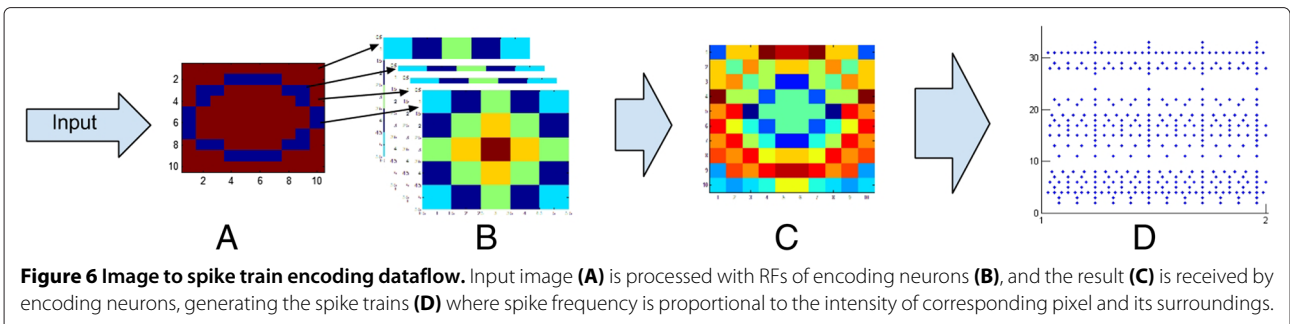 Input
2
4
6
8
10
2 4 6 8 10
30
20
10
0
1 2
A B C D
Figure 6 Image to spike train encoding dataflow. Input image (A) is processed with RFs of encoding neurons (B), and the result (C) is received by
encoding neurons, generating the spike trains (D) where spike frequency is proportional to the intensity of corresponding pixel and its surroundings.